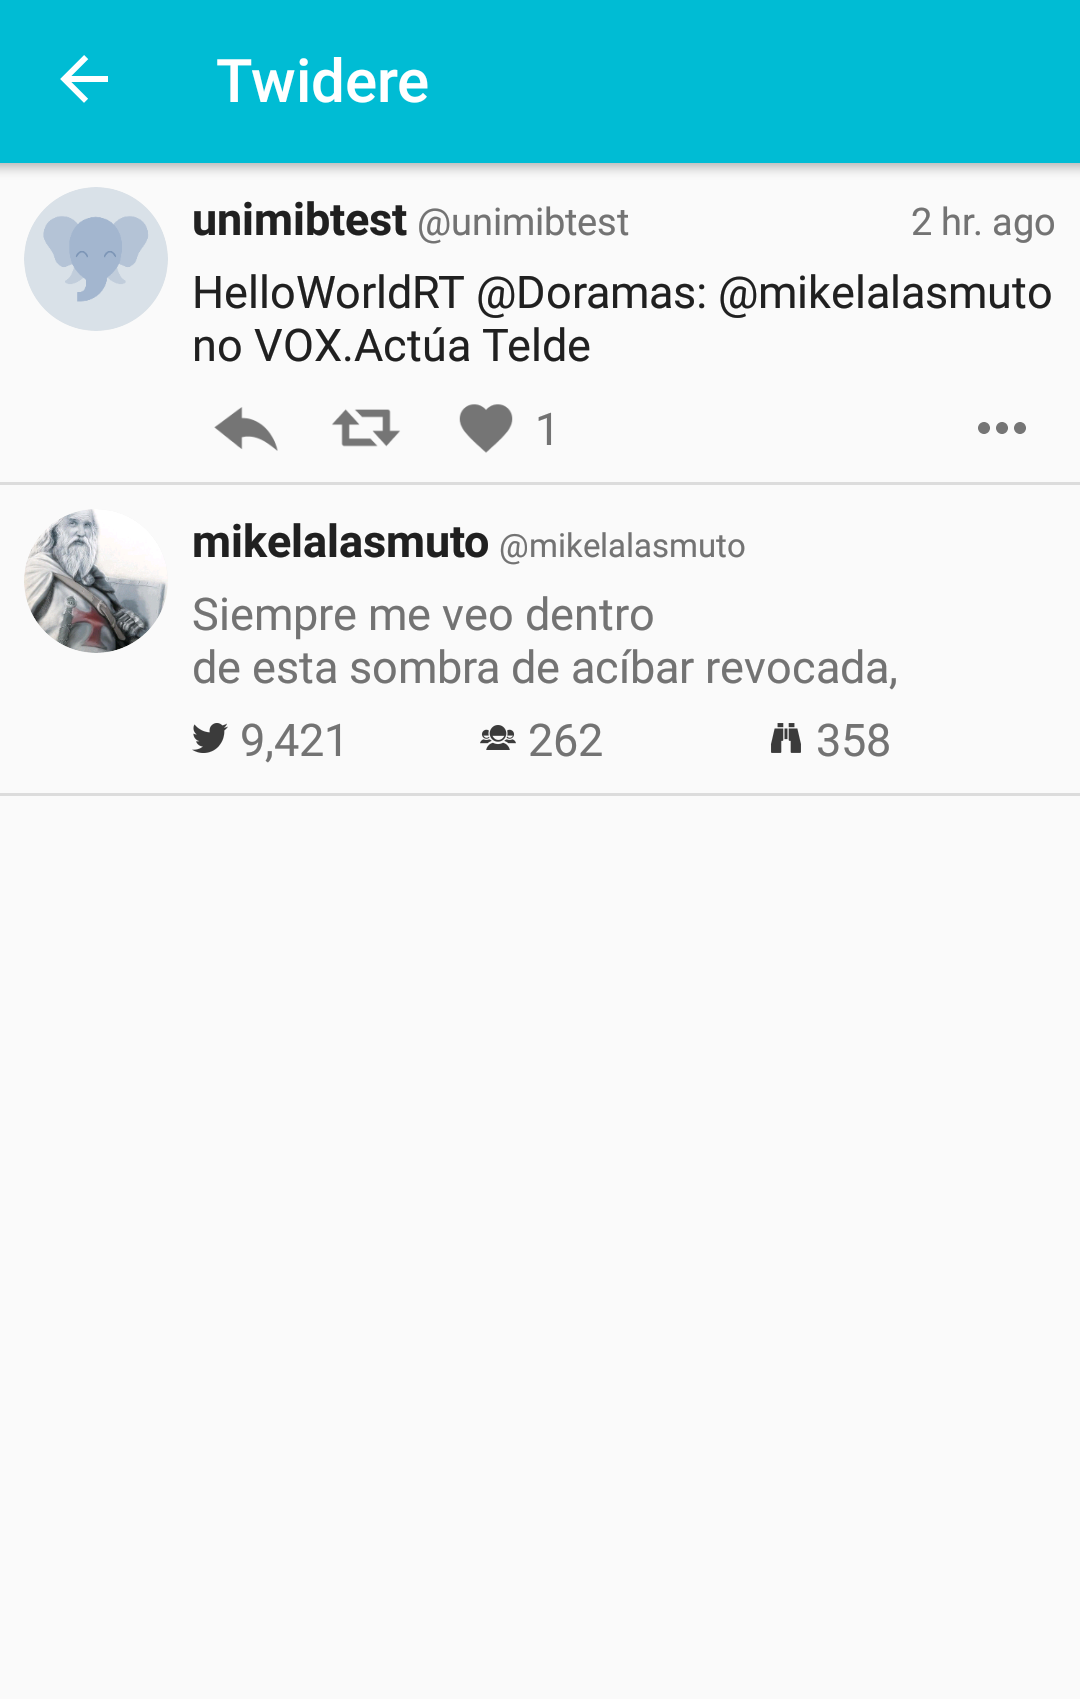 Twidere
unimibtest @unimibtest 2 hr. ago
HelloWorldRT @Doramas: @mikelalasmuto
no VOX.Actúa Telde
1
mikelalasmuto @mikelalasmuto
Siempre me veo dentro
de esta sombra de acíbar revocada,
9,421 262 358